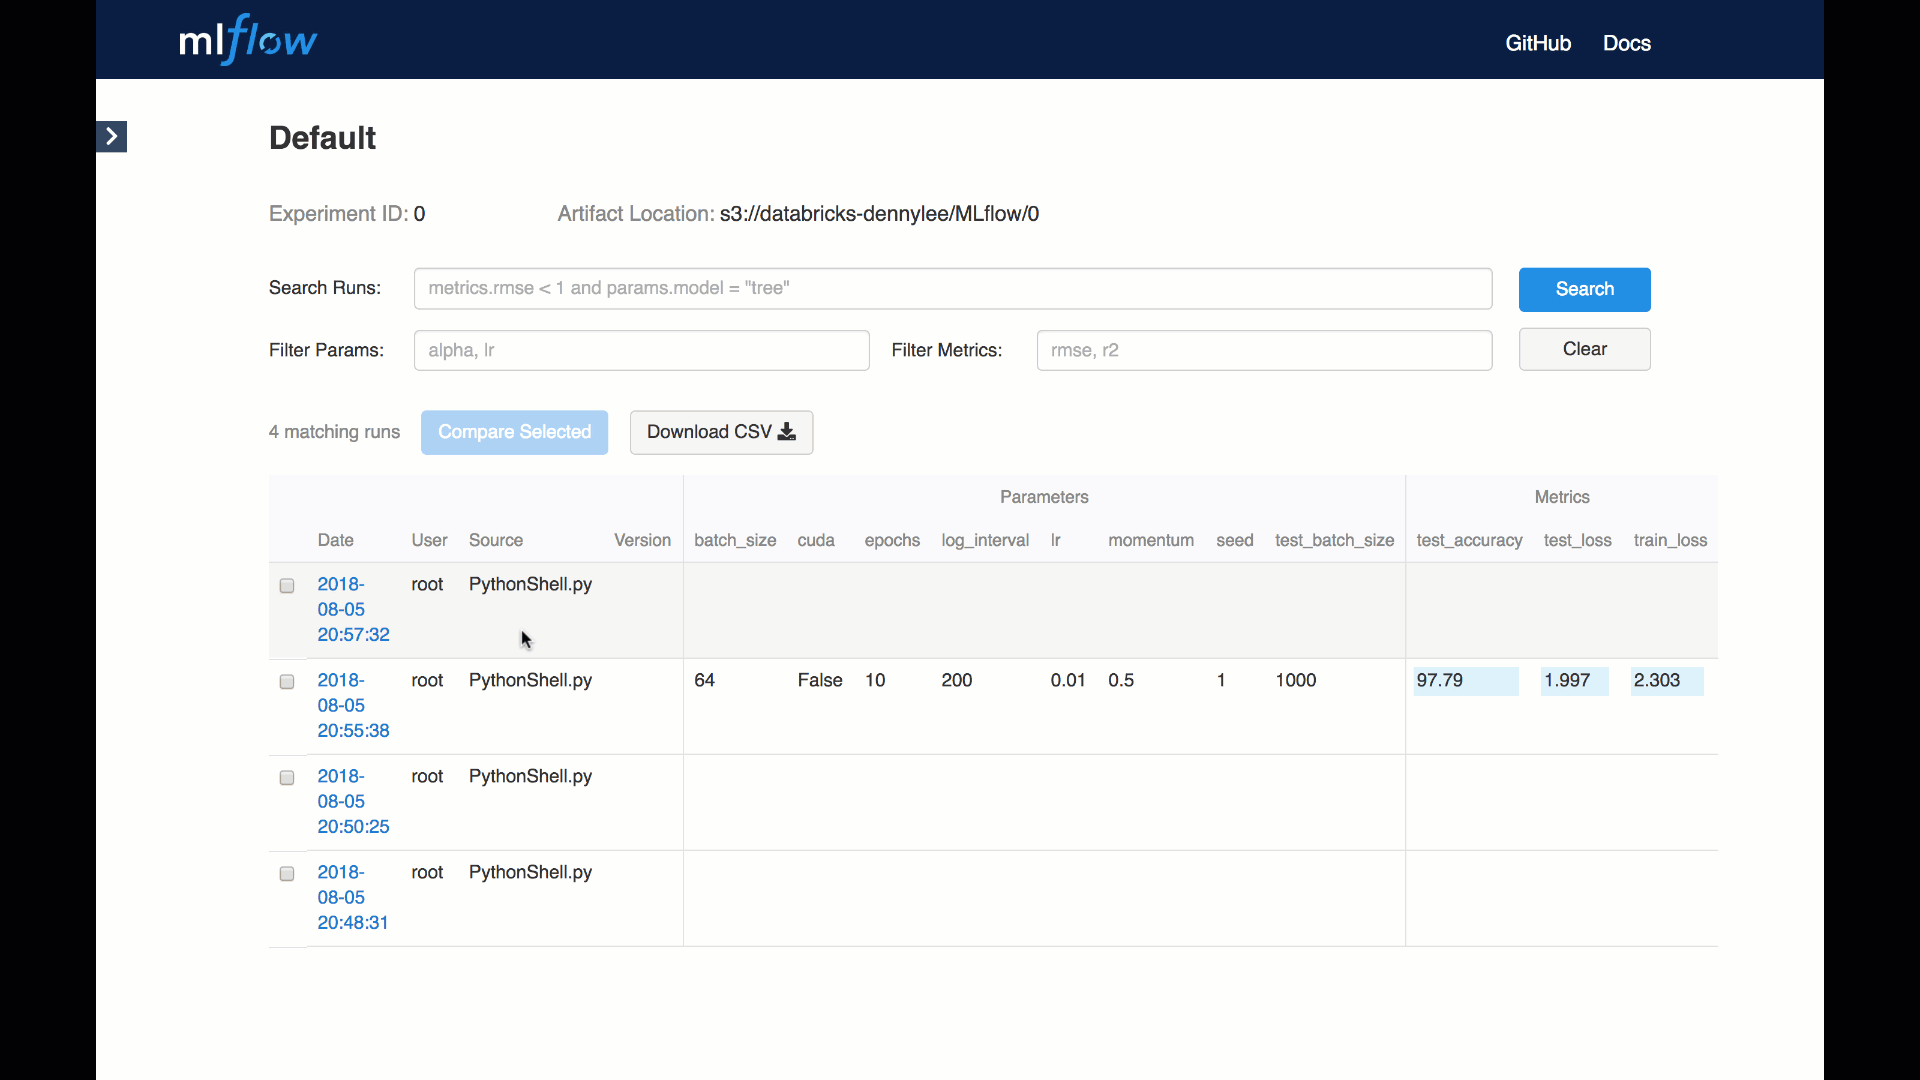 mlflow
GitHub Docs
Default
Experiment ID: 0 Artifact Location: s3://databricks-dennylee/MLflow/0
Search Runs: metrics.rmse < 1 and params.model = "tree" Search
Filter Params: alpha, lr Filter Metrics: rmse, r2 Clear
4 matching runs Compare Selected Download CSV
Parameters Metrics
Date User Source Version batch_size cuda epochs log_interval lr momentum seed test_batch_size test_accuracy test_loss train_loss
2018- root PythonShell.py
08-05
20:57:32
2018- root PythonShell.py 64 False 10 200 0.01 0.5 1 1000 97.79 1.997 2.303
08-05
20:55:38
2018- root PythonShell.py
08-05
20:50:25
2018- root PythonShell.py
08-05
20:48:31